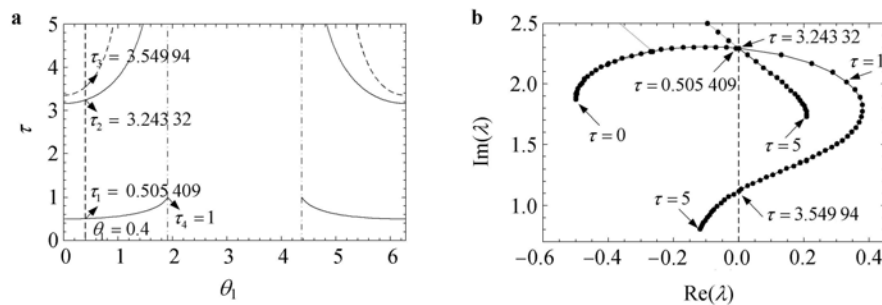 a
5
4
3
2
1
0
τ
τ₃ = 3.549 94
τ₂ = 3.243 32
τ₁ = 0.505 409
τ₄ = 1
θ₁ = 0.4
0 1 2 3 4 5 6
θ₁
b
2.5
2.0
1.5
1.0
Im(λ)
τ = 3.243 32
τ = 1
τ = 0.505 409
τ = 0
τ = 5
τ = 5
τ = 3.549 94
−0.6 −0.4 −0.2 0.0 0.2 0.4
Re(λ)